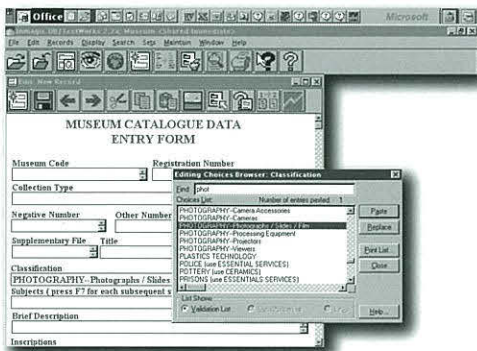 Office
Microsoft
Inmagic DB/TextWorks
File Edit Records Display Search Sets Maintain Window Help
Edit New Record
MUSEUM CATALOGUE DATA
ENTRY FORM
Museum Code Registration Number
Collection Type
Negative Number Other Number
Supplementary File Title
Classification
PHOTOGRAPHY--Photographs / Slides
Subjects ( press F7 for each subsequent s
Brief Description
Inscriptions
Editing Choices Browser: Classification
Find: phot
Choices List: Number of entries pasted: 1
PHOTOGRAPHY--Camera Accessories
PHOTOGRAPHY--Cameras
PHOTOGRAPHY--Photographs / Slides / Film
PHOTOGRAPHY--Processing Equipment
PHOTOGRAPHY--Projectors
PHOTOGRAPHY--Viewers
PLASTICS TECHNOLOGY
POLICE (use ESSENTIAL SERVICES)
POTTERY (use CERAMICS)
PRISONS (use ESSENTIALS SERVICES)
Paste
Replace
Print List
Close
List Shows:
Validation List
Help...